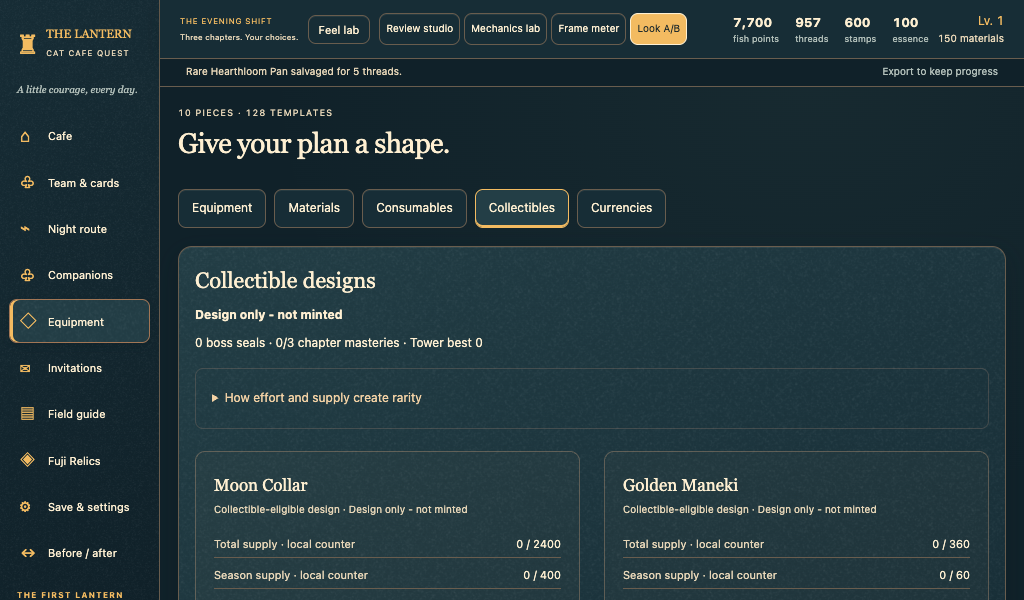 THE LANTERN
CAT CAFE QUEST
A little courage, every day.
Cafe
Team & cards
Night route
Companions
Equipment
Invitations
Field guide
Fuji Relics
Save & settings
Before / after
THE FIRST LANTERN
THE EVENING SHIFT
Three chapters. Your choices.
Feel lab
Review studio
Mechanics lab
Frame meter
Look A/B
7,700
fish points
957
threads
600
stamps
100
essence
Lv. 1
150 materials
Rare Hearthloom Pan salvaged for 5 threads.
Export to keep progress
10 PIECES · 128 TEMPLATES
Give your plan a shape.
Equipment
Materials
Consumables
Collectibles
Currencies
Collectible designs
Design only - not minted
0 boss seals · 0/3 chapter masteries · Tower best 0
How effort and supply create rarity
Moon Collar
Collectible-eligible design · Design only - not minted
Total supply · local counter 0 / 2400
Season supply · local counter 0 / 400
Golden Maneki
Collectible-eligible design · Design only - not minted
Total supply · local counter 0 / 360
Season supply · local counter 0 / 60